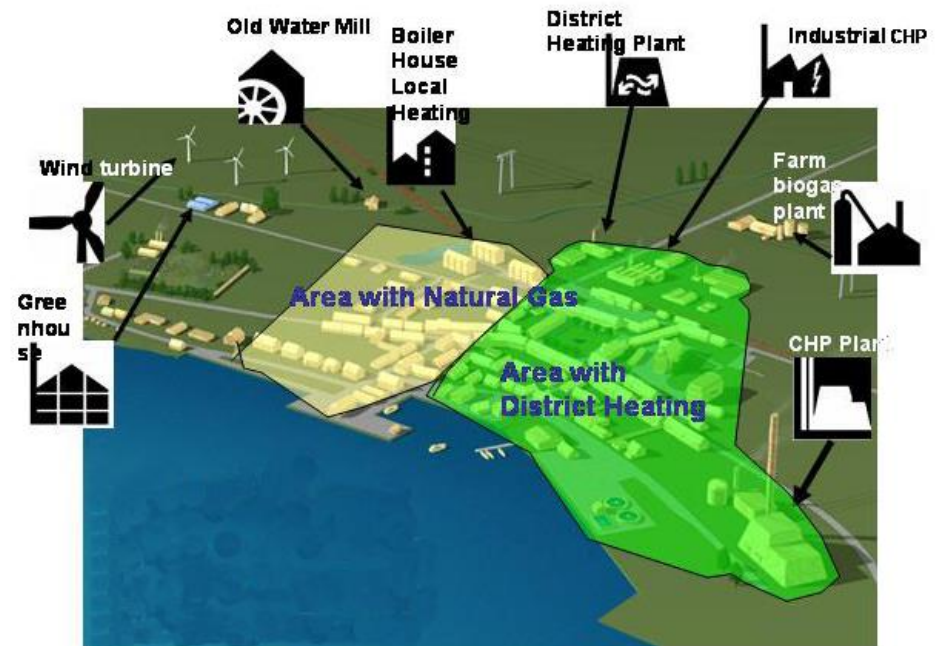 Old Water Mill
Boiler
House
Local
Heating
District
Heating Plant
Industrial CHP
Wind turbine
Farm
biogas
plant
Gree
nhou
se
Area with Natural Gas
Area with
District Heating
CHP Plant